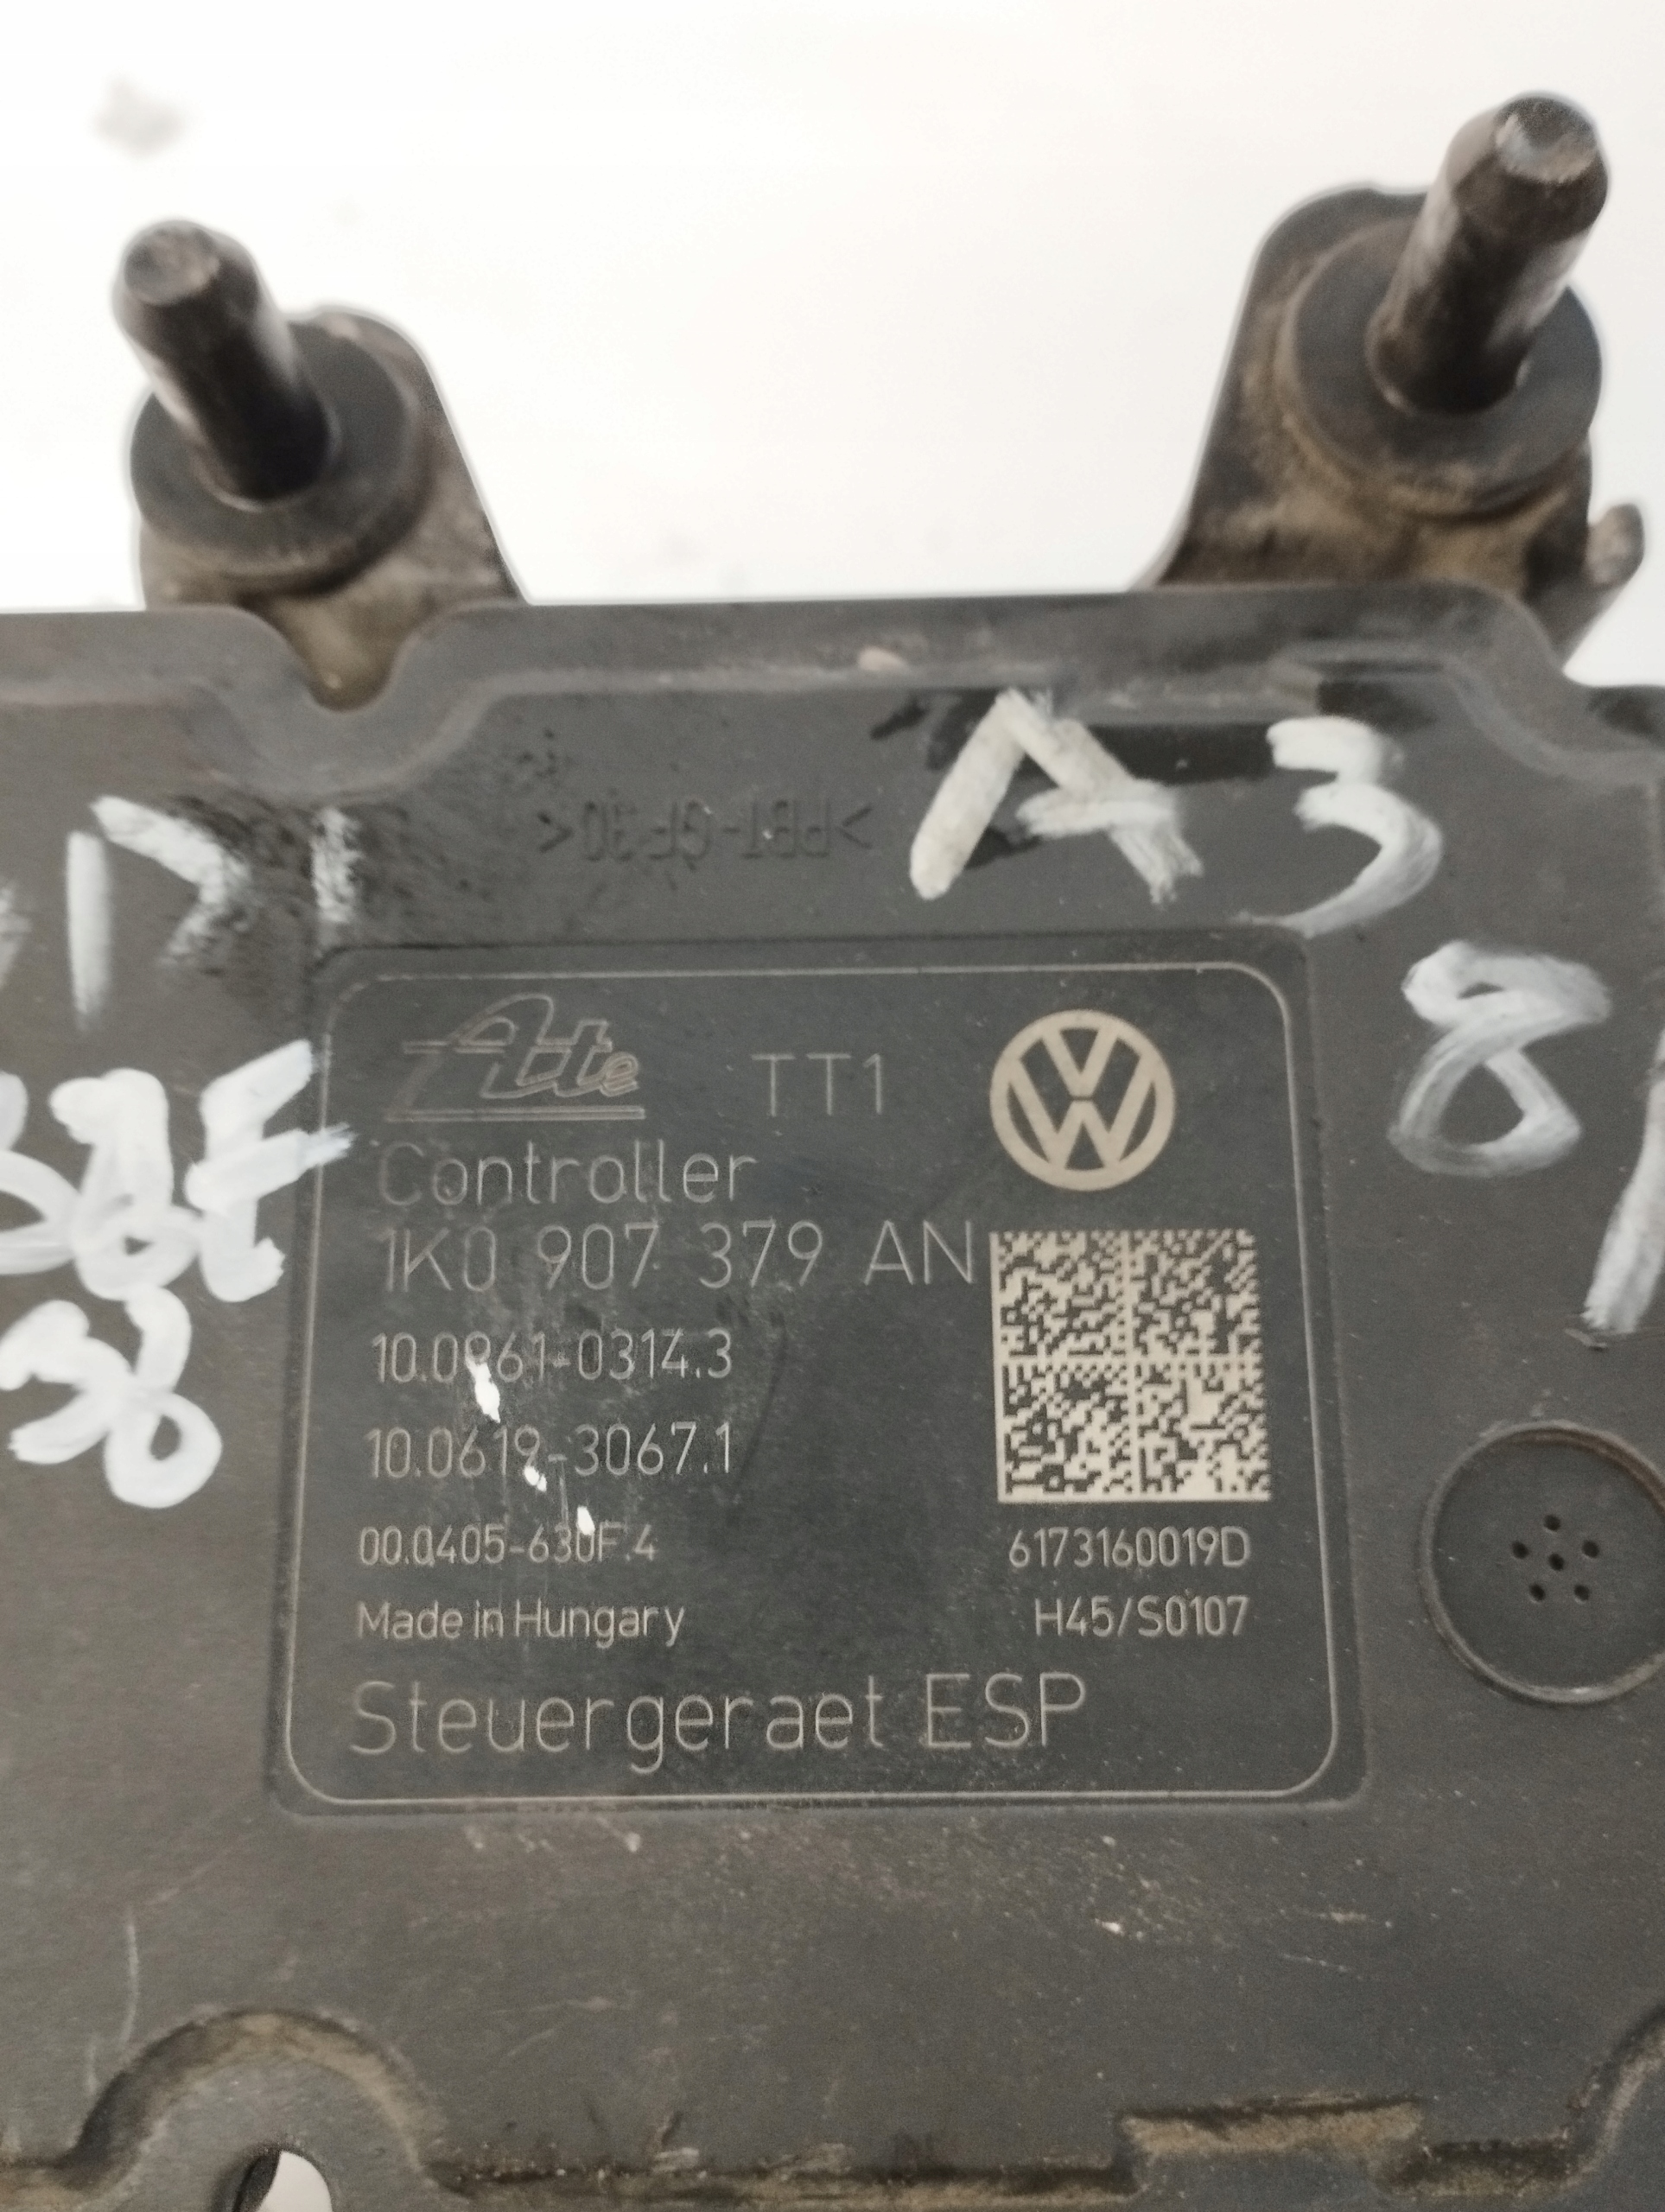 A3
>PBT-GF30<
8
Ate TT1
Controller
1K0 907 379 AN
10.0961-0314.3
10.0619-3067.1
00.0405-630F.4 6173160019D
Made in Hungary H45/S0107
Steuergeraet ESP